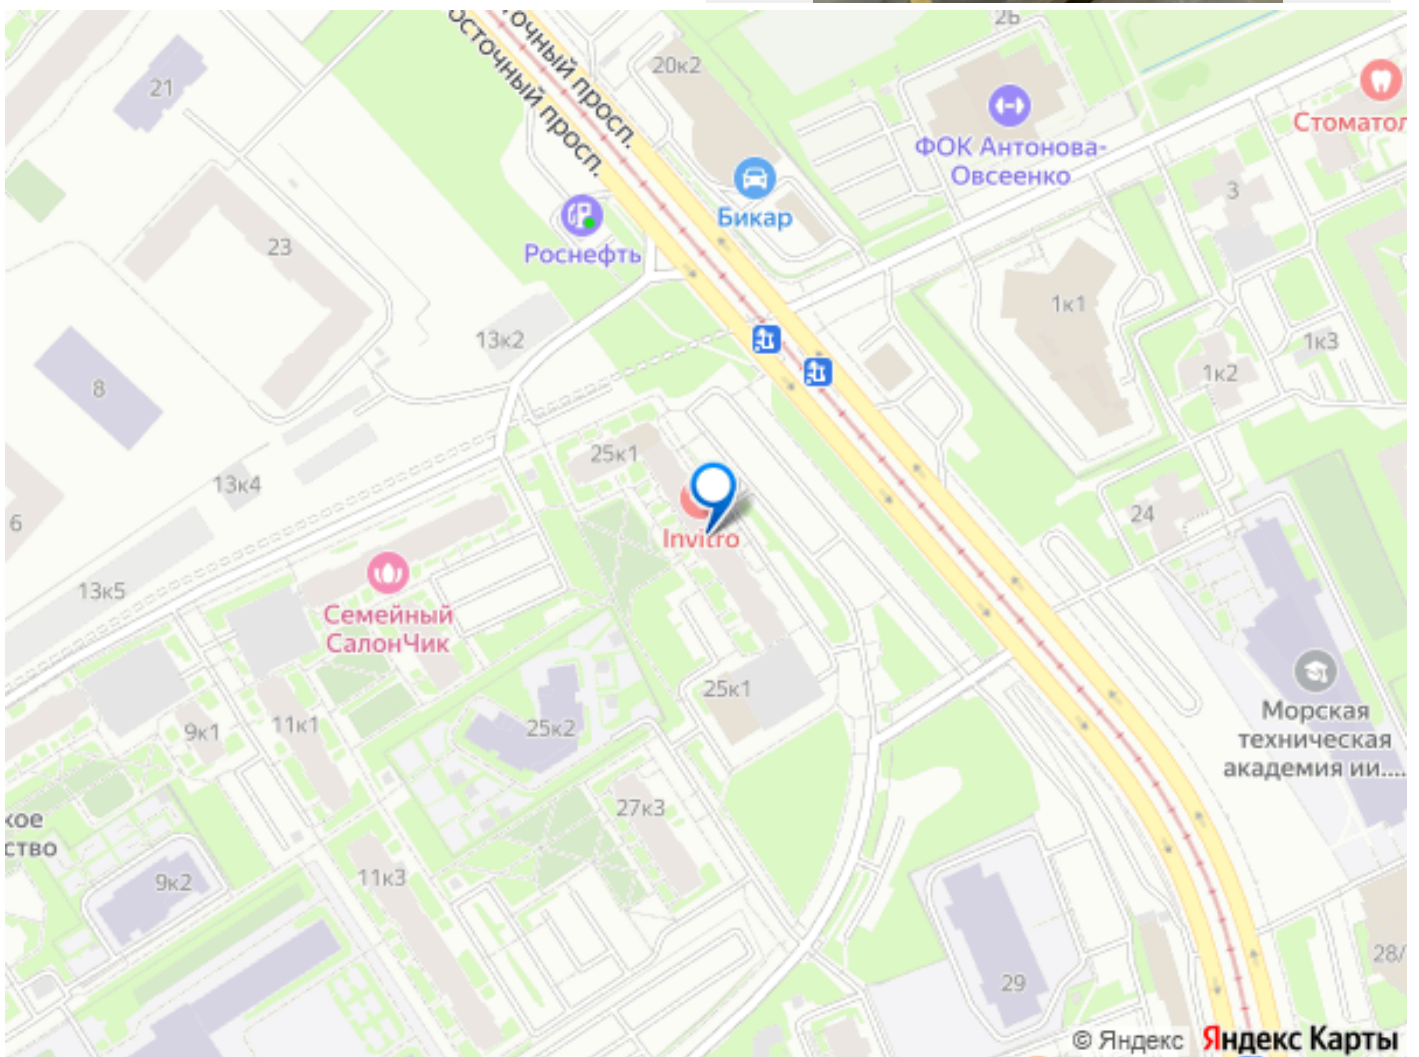 2Б
точный просп.
осточный просп.
20к2
21
Стоматол
ФОК Антонова-
Овсеенко
3
Бикар
23
Роснефть
1к1
13к2
1к3
1к2
8
25к1
13к4
24
6
Invitro
13к5
Семейный
СалонЧик
25к1
Морская
техническая
академия ии....
9к1
11к1
25к2
27к3
кое
ство
9к2
11к3
28/
29
© Яндекс Яндекс Карты